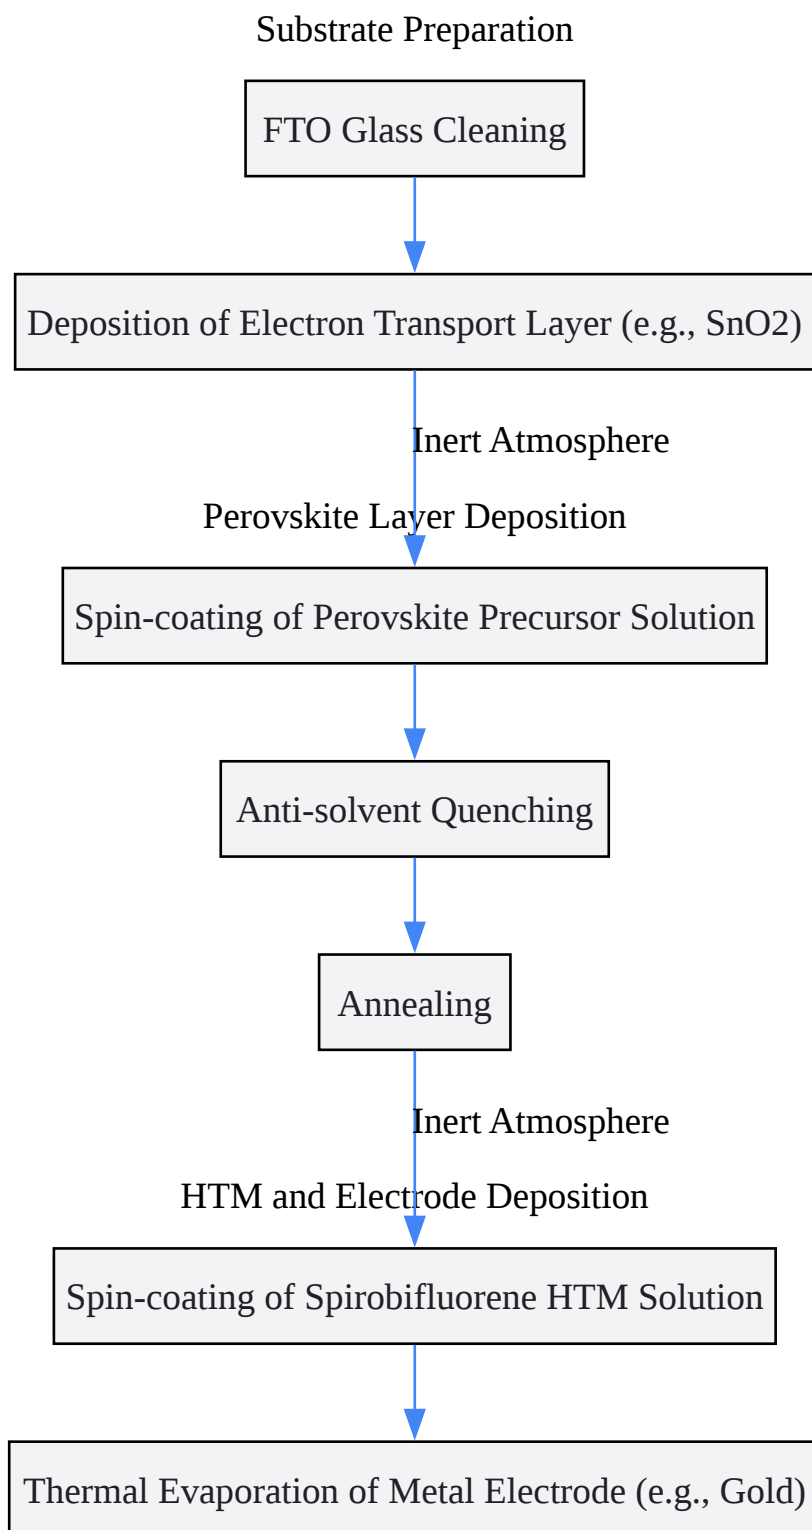 Substrate Preparation
FTO Glass Cleaning
Deposition of Electron Transport Layer (e.g., SnO2)
Inert Atmosphere
Perovskite Layer Deposition
Spin-coating of Perovskite Precursor Solution
Anti-solvent Quenching
Annealing
Inert Atmosphere
HTM and Electrode Deposition
Spin-coating of Spirobifluorene HTM Solution
Thermal Evaporation of Metal Electrode (e.g., Gold)